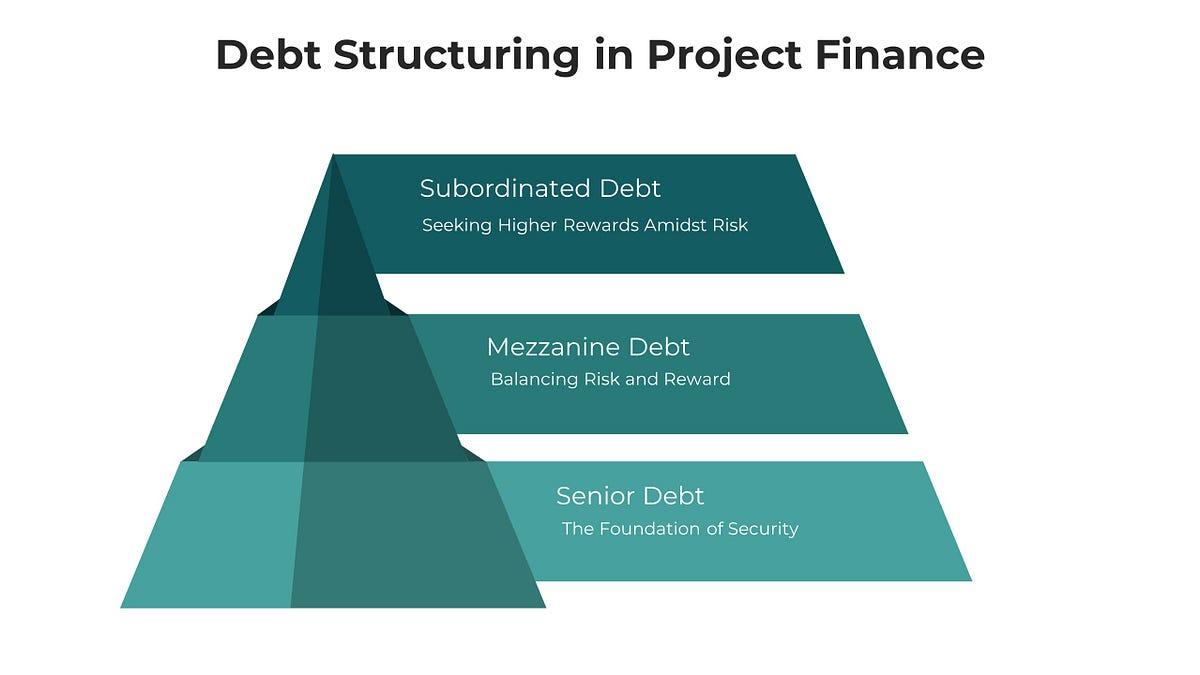 Debt Structuring in Project Finance
Subordinated Debt
Seeking Higher Rewards Amidst Risk
Mezzanine Debt
Balancing Risk and Reward
Senior Debt
The Foundation of Security